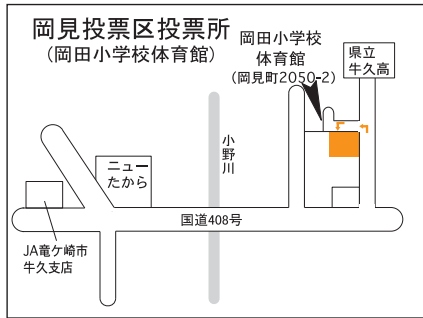 岡見投票区投票所
(岡田小学校体育館)
岡田小学校
体育館
(岡見町2050-2)
県立
牛久高
小野川
ニュー
たから
国道408号
JA竜ケ崎市
牛久支店